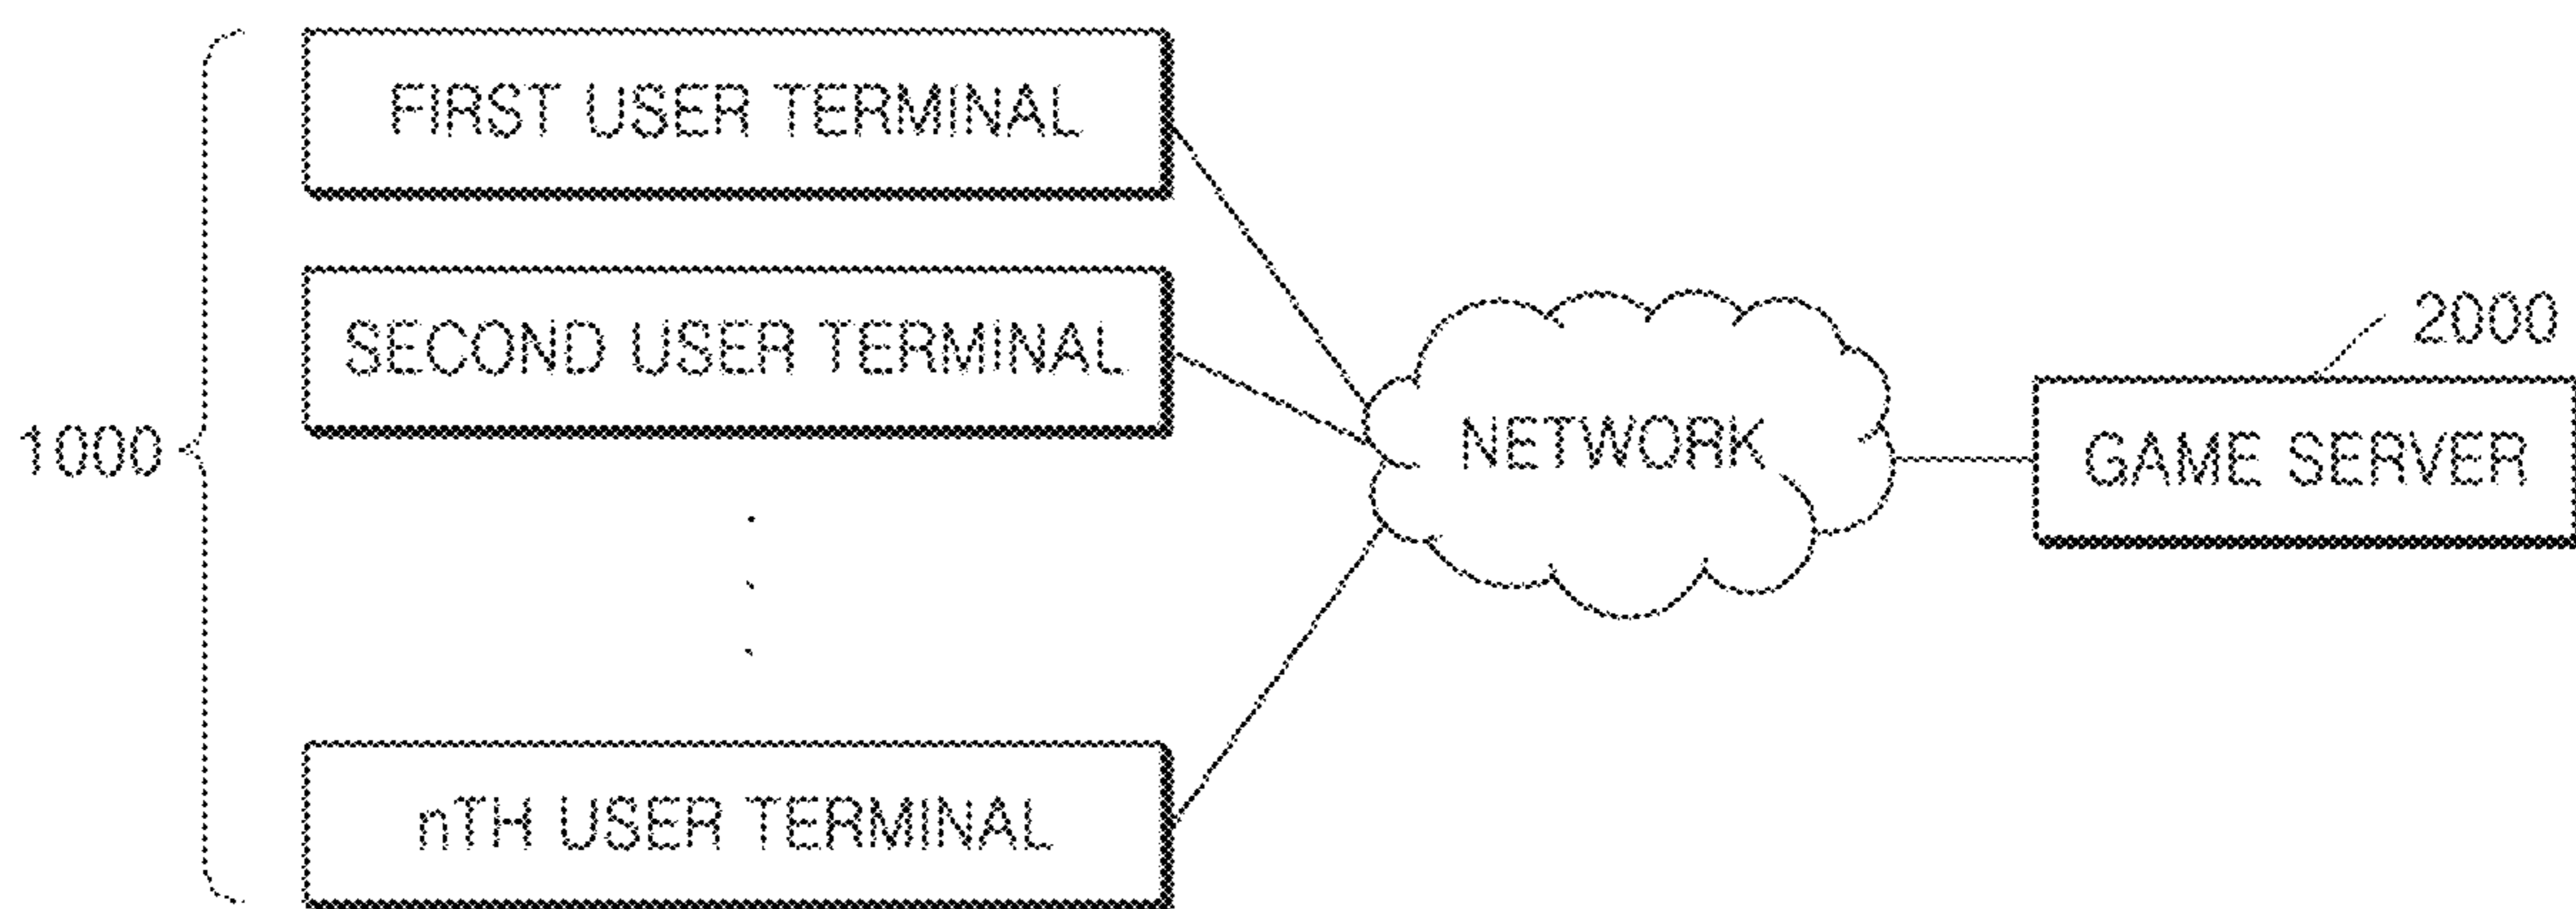 FIRST USER TERMINAL
SECOND USER TERMINAL
1000
nTH USER TERMINAL
NETWORK
2000
GAME SERVER